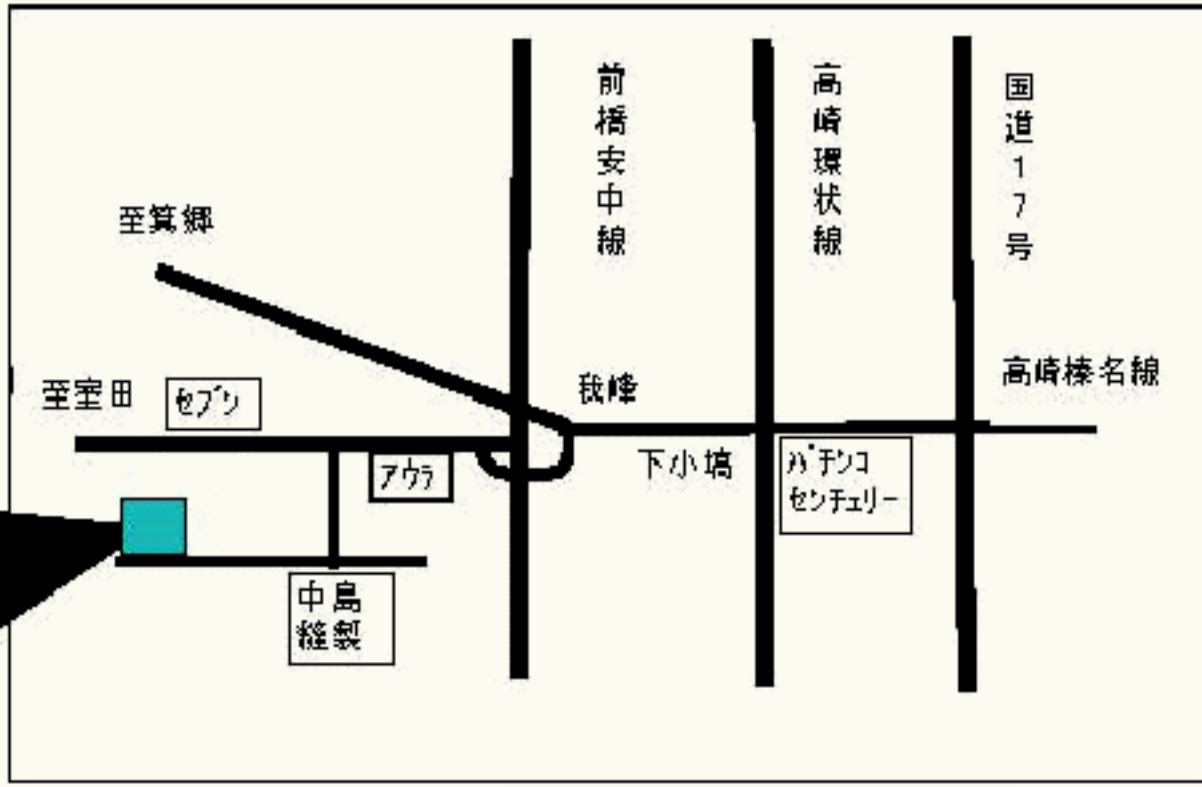 前橋安中線
高崎環状線
国道17号
至箕郷
高崎榛名線
我峰
至室田
セブン
下小塙
パチンコ
センチュリー
アウラ
中島
縫製